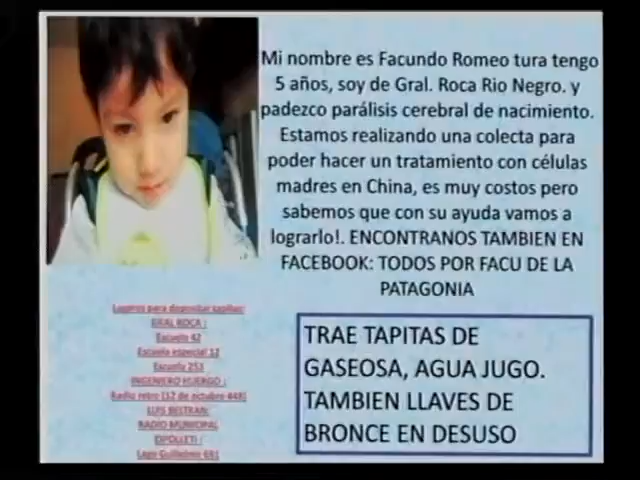 Mi nombre es Facundo Romeo tura tengo
5 años, soy de Gral. Roca Rio Negro. y
padezco parálisis cerebral de nacimiento.
Estamos realizando una colecta para
poder hacer un tratamiento con células
madres en China, es muy costos pero
sabemos que con su ayuda vamos a
lograrlo!. ENCONTRANOS TAMBIEN EN
FACEBOOK: TODOS POR FACU DE LA
PATAGONIA
Lugares para depositar tapitas:
GRAL ROCA :
Escuela 42
Escuela especial 12
Escuela 253
INGENIERO HUERGO :
Radio retro (12 de octubre 448)
LUIS BELTRAN:
RADIO MUNICIPAL
CIPOLLETI :
Lago Guillelmo 691
TRAE TAPITAS DE
GASEOSA, AGUA JUGO.
TAMBIEN LLAVES DE
BRONCE EN DESUSO